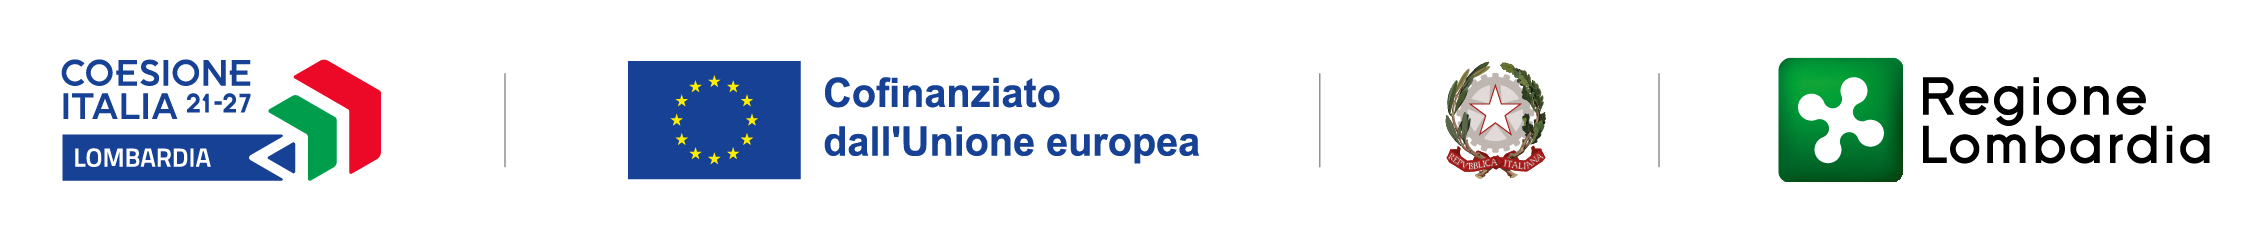 COESIONE
ITALIA 21-27
LOMBARDIA
Cofinanziato
dall'Unione europea
REPVBBLICA ITALIANA
Regione
Lombardia